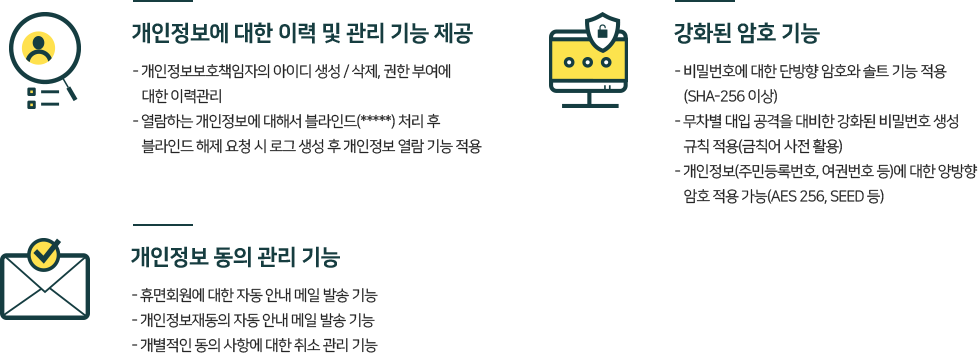 개인정보에 대한 이력 및 관리 기능 제공
- 개인정보보호책임자의 아이디 생성 / 삭제, 권한 부여에
대한 이력관리
- 열람하는 개인정보에 대해서 블라인드(*****) 처리 후
블라인드 해제 요청 시 로그 생성 후 개인정보 열람 기능 적용
강화된 암호 기능
- 비밀번호에 대한 단방향 암호와 솔트 기능 적용
(SHA-256 이상)
- 무차별 대입 공격을 대비한 강화된 비밀번호 생성
규칙 적용(금칙어 사전 활용)
- 개인정보(주민등록번호, 여권번호 등)에 대한 양방향
암호 적용 가능(AES 256, SEED 등)
개인정보 동의 관리 기능
- 휴면회원에 대한 자동 안내 메일 발송 기능
- 개인정보재동의 자동 안내 메일 발송 기능
- 개별적인 동의 사항에 대한 취소 관리 기능